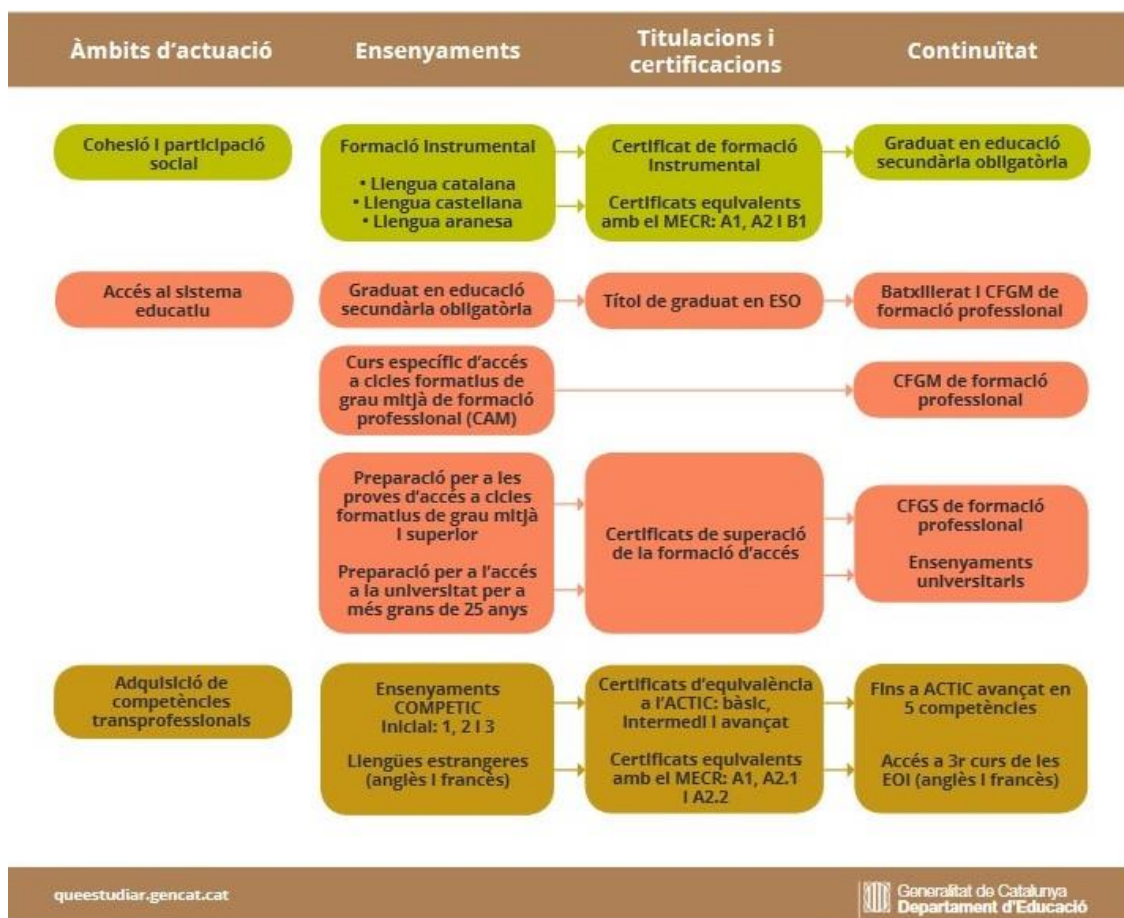 Àmbits d'actuació
Ensenyaments
Titulacions i
certificacions
Continuïtat
Cohesió i participació
social
Formació instrumental
• Llengua catalana
• Llengua castellana
• Llengua aranesa
Certificat de formació
instrumental
Certificats equivalents
amb el MECR: A1, A2 i B1
Graduat en educació
secundària obligatòria
Accés al sistema
educatiu
Graduat en educació
secundària obligatòria
Títol de graduat en ESO
Batxillerat i CFGM de
formació professional
Curs específic d'accés
a cicles formatius de
grau mitjà de formació
professional (CAM)
CFGM de formació
professional
Preparació per a les
proves d'accés a cicles
formatius de grau mitjà
i superior
Preparació per a l'accés
a la universitat per a
més grans de 25 anys
Certificats de superació
de la formació d'accés
CFGS de formació
professional
Ensenyaments
universitaris
Adquisició de
competències
transprofessionals
Ensenyaments
COMPETIC
Inicial: 1, 2 i 3
Llengües estrangeres
(anglès i francès)
Certificats d'equivalència
a l'ACTIC: bàsic,
intermedi i avançat
Certificats equivalents
amb el MECR: A1, A2.1
i A2.2
Fins a ACTIC avançat en
5 competències
Accés a 3r curs de les
EOI (anglès i francès)
queestudiar.gencat.cat
Generalitat de Catalunya
Departament d'Educació